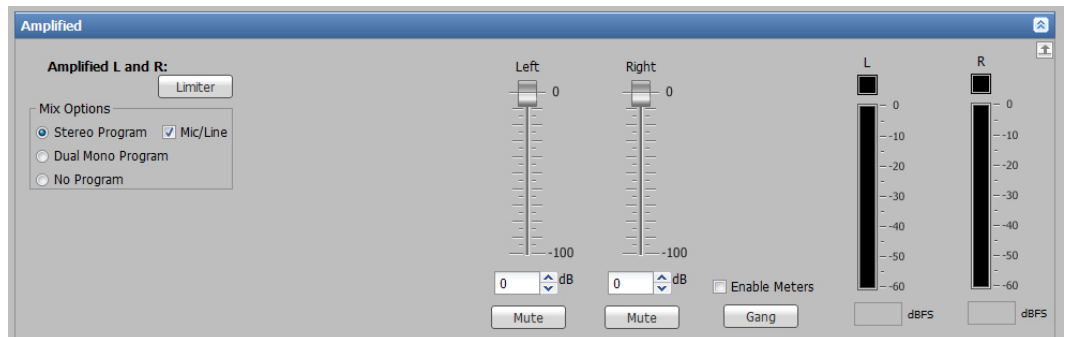 Amplified
Amplified L and R:
Limiter
Mix Options
Stereo Program Mic/Line
Dual Mono Program
No Program
Left Right
0 0
-100 -100
0 dB 0 dB
Mute Mute
Enable Meters
Gang
L R
0 0
-10 -10
-20 -20
-30 -30
-40 -40
-50 -50
-60 -60
dBFS dBFS